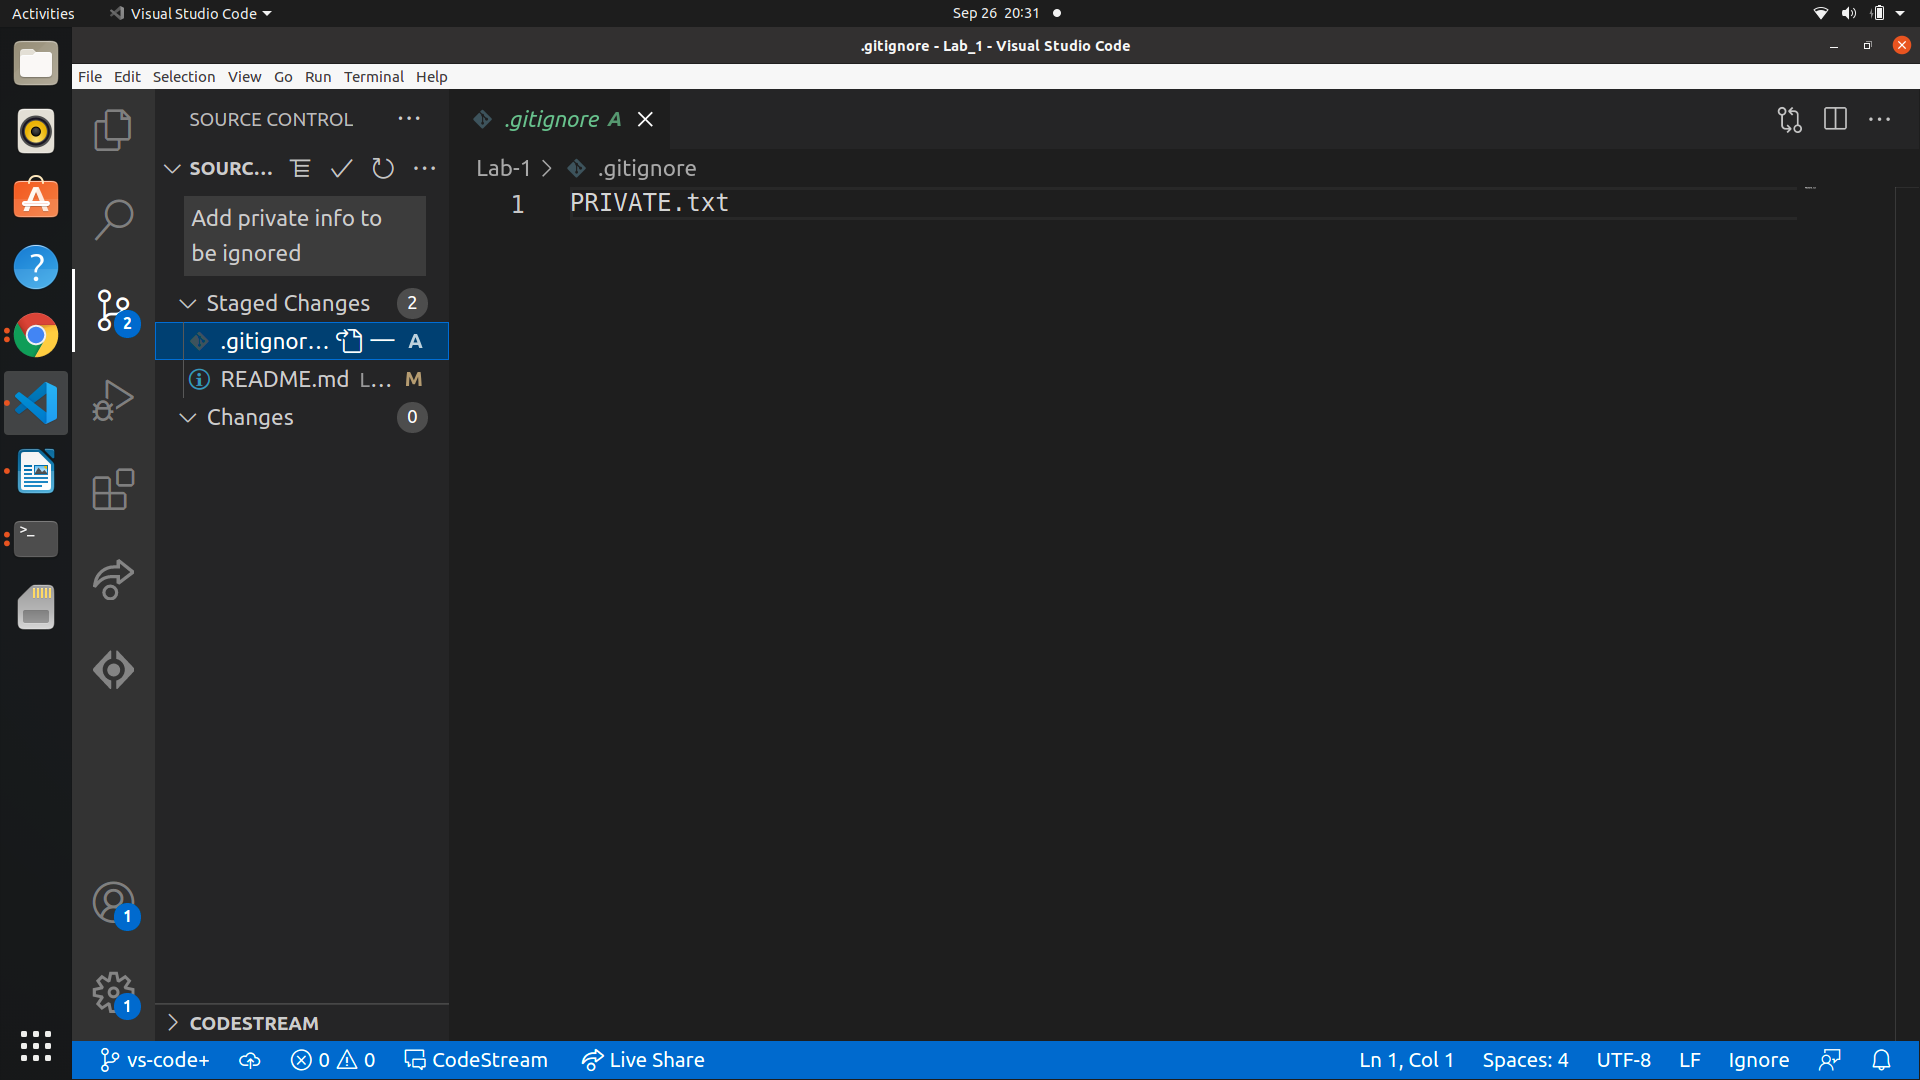 Activities
Visual Studio Code
Sep 26 20:31
.gitignore - Lab_1 - Visual Studio Code
File Edit Selection View Go Run Terminal Help
SOURCE CONTROL
.gitignore A
SOURC...
Lab-1
.gitignore
1
PRIVATE.txt
Add private info to
be ignored
Staged Changes 2
2
.gitignor... A
README.md L... M
Changes 0
>_
1
1
CODESTREAM
vs-code+
0 0
CodeStream
Live Share
Ln 1, Col 1
Spaces: 4
UTF-8
LF
Ignore